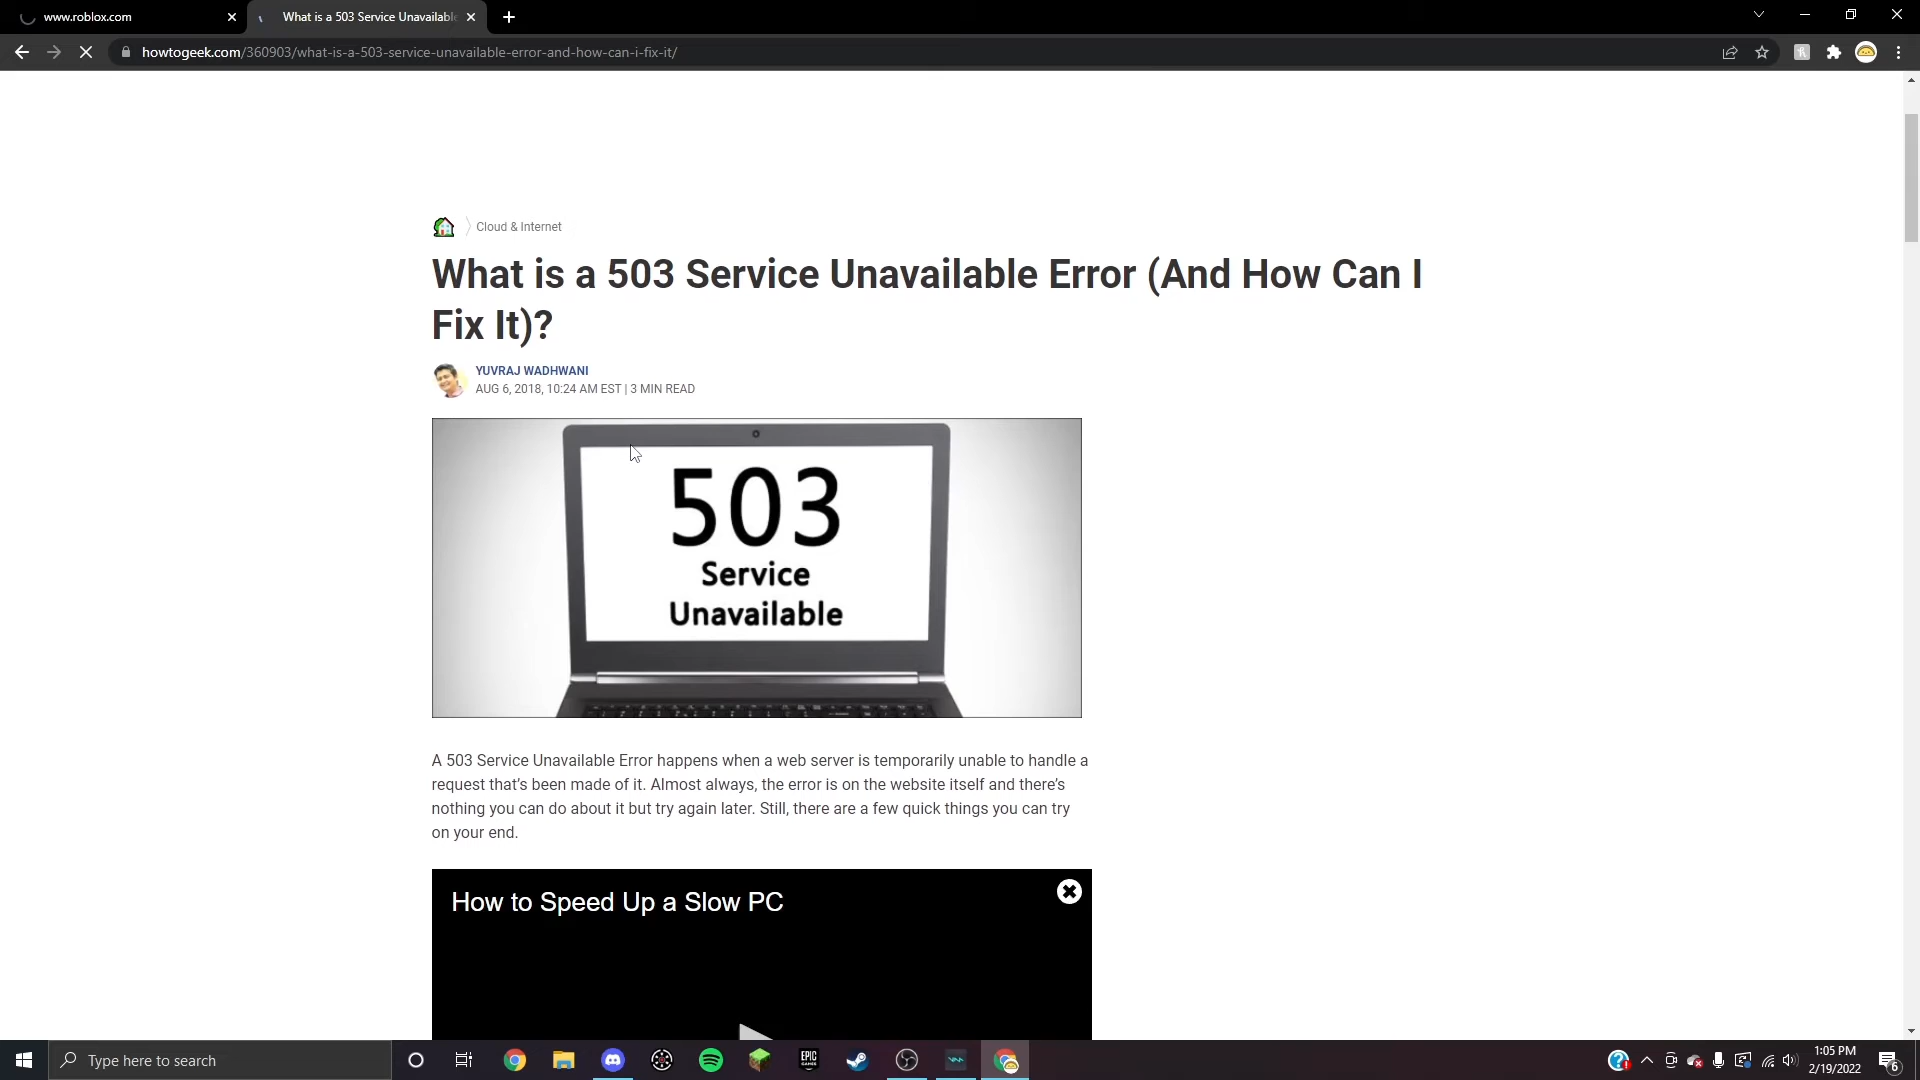 www.roblox.com
What is a 503 Service Unavailable
howtogeek.com/360903/what-is-a-503-service-unavailable-error-and-how-can-i-fix-it/
Cloud & Internet
What is a 503 Service Unavailable Error (And How Can I
Fix It)?
YUVRAJ WADHWANI
AUG 6, 2018, 10:24 AM EST | 3 MIN READ
503
Service
Unavailable
A 503 Service Unavailable Error happens when a web server is temporarily unable to handle a
request that’s been made of it. Almost always, the error is on the website itself and there’s
nothing you can do about it but try again later. Still, there are a few quick things you can try
on your end.
How to Speed Up a Slow PC
Type here to search
EPIC
GAMES
1:05 PM
2/19/2022
6